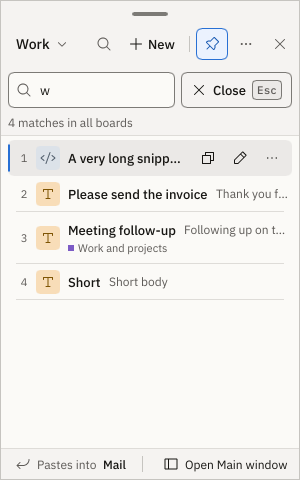 Work New
w Close Esc
4 matches in all boards
1 </> A very long snipp...
2 T Please send the invoice Thank you f...
3 T Meeting follow-up Following up on t...
Work and projects
4 T Short Short body
Pastes into Mail Open Main window